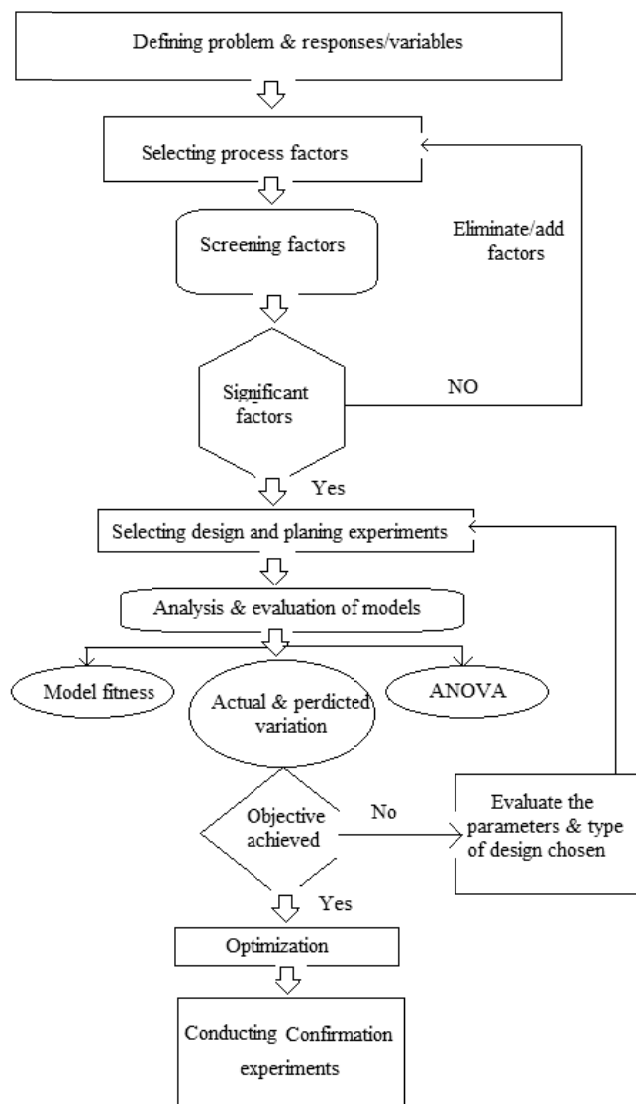 Defining problem & responses/variables
Selecting process factors
Screening factors
Eliminate/add
factors
Significant
factors
NO
Yes
Selecting design and planing experiments
Analysis & evaluation of models
Model fitness
Actual & perdicted
variation
ANOVA
Objective
achieved
No
Evaluate the
parameters & type
of design chosen
Yes
Optimization
Conducting Confirmation
experiments